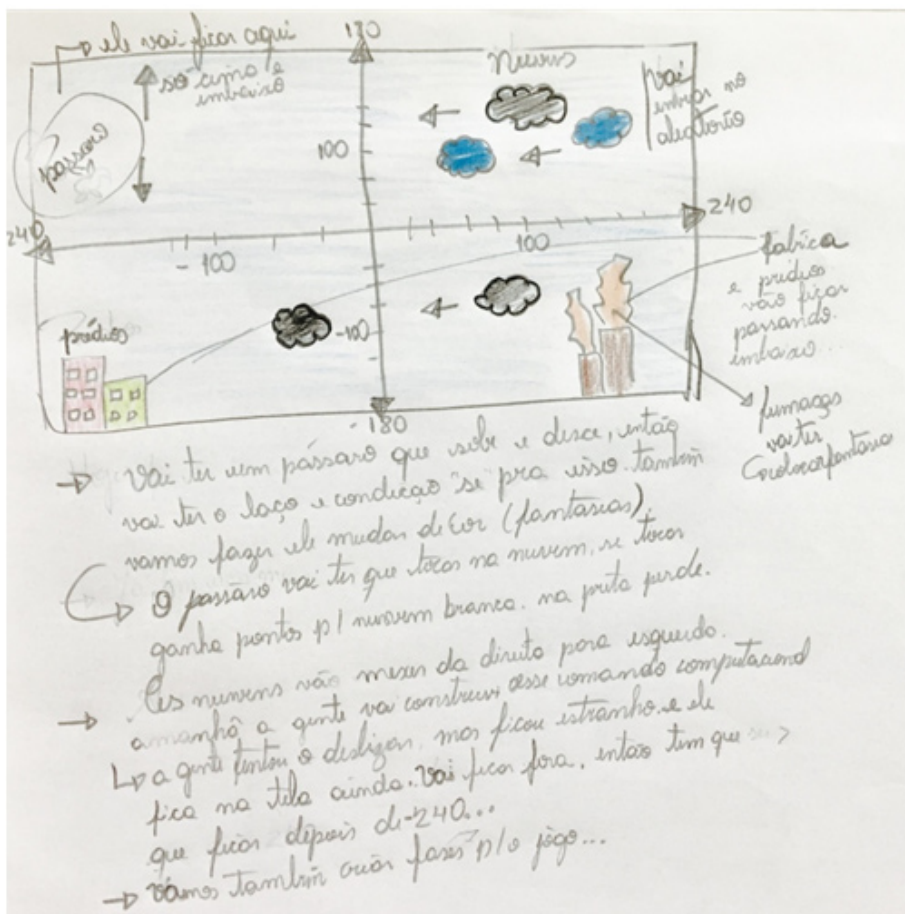 ele vai ficar aqui
180
só cima e
embaixo
Nuvens
Vai
entrar no
aleatório
pássaro
100
240
240
- 100
100
fabica
e prédios
vão ficar
passando
embaixo...
prédios
-100
-180
fumaças
vai ter
→ Vai ter um pássaro que sobe e desce, então
vai ter o laço e condição "se" pra isso. também
vamos fazer ele mudar de cor (fantasias).
→ O pássaro vai ter que tocar na nuvem, se tocar
ganha pontos p/ nuvem branca. na preta perde.
→ As nuvens vão mexer da direita para esquerda.
amanhã a gente vai construir esse comando computacional
↳ a gente tentou o deslizar, mas ficou estranho. e ele
fica na tela ainda. Vai ficar fora, então tem que
que ficar depois de -240...
→ Vamos também criar fases p/ o jogo...